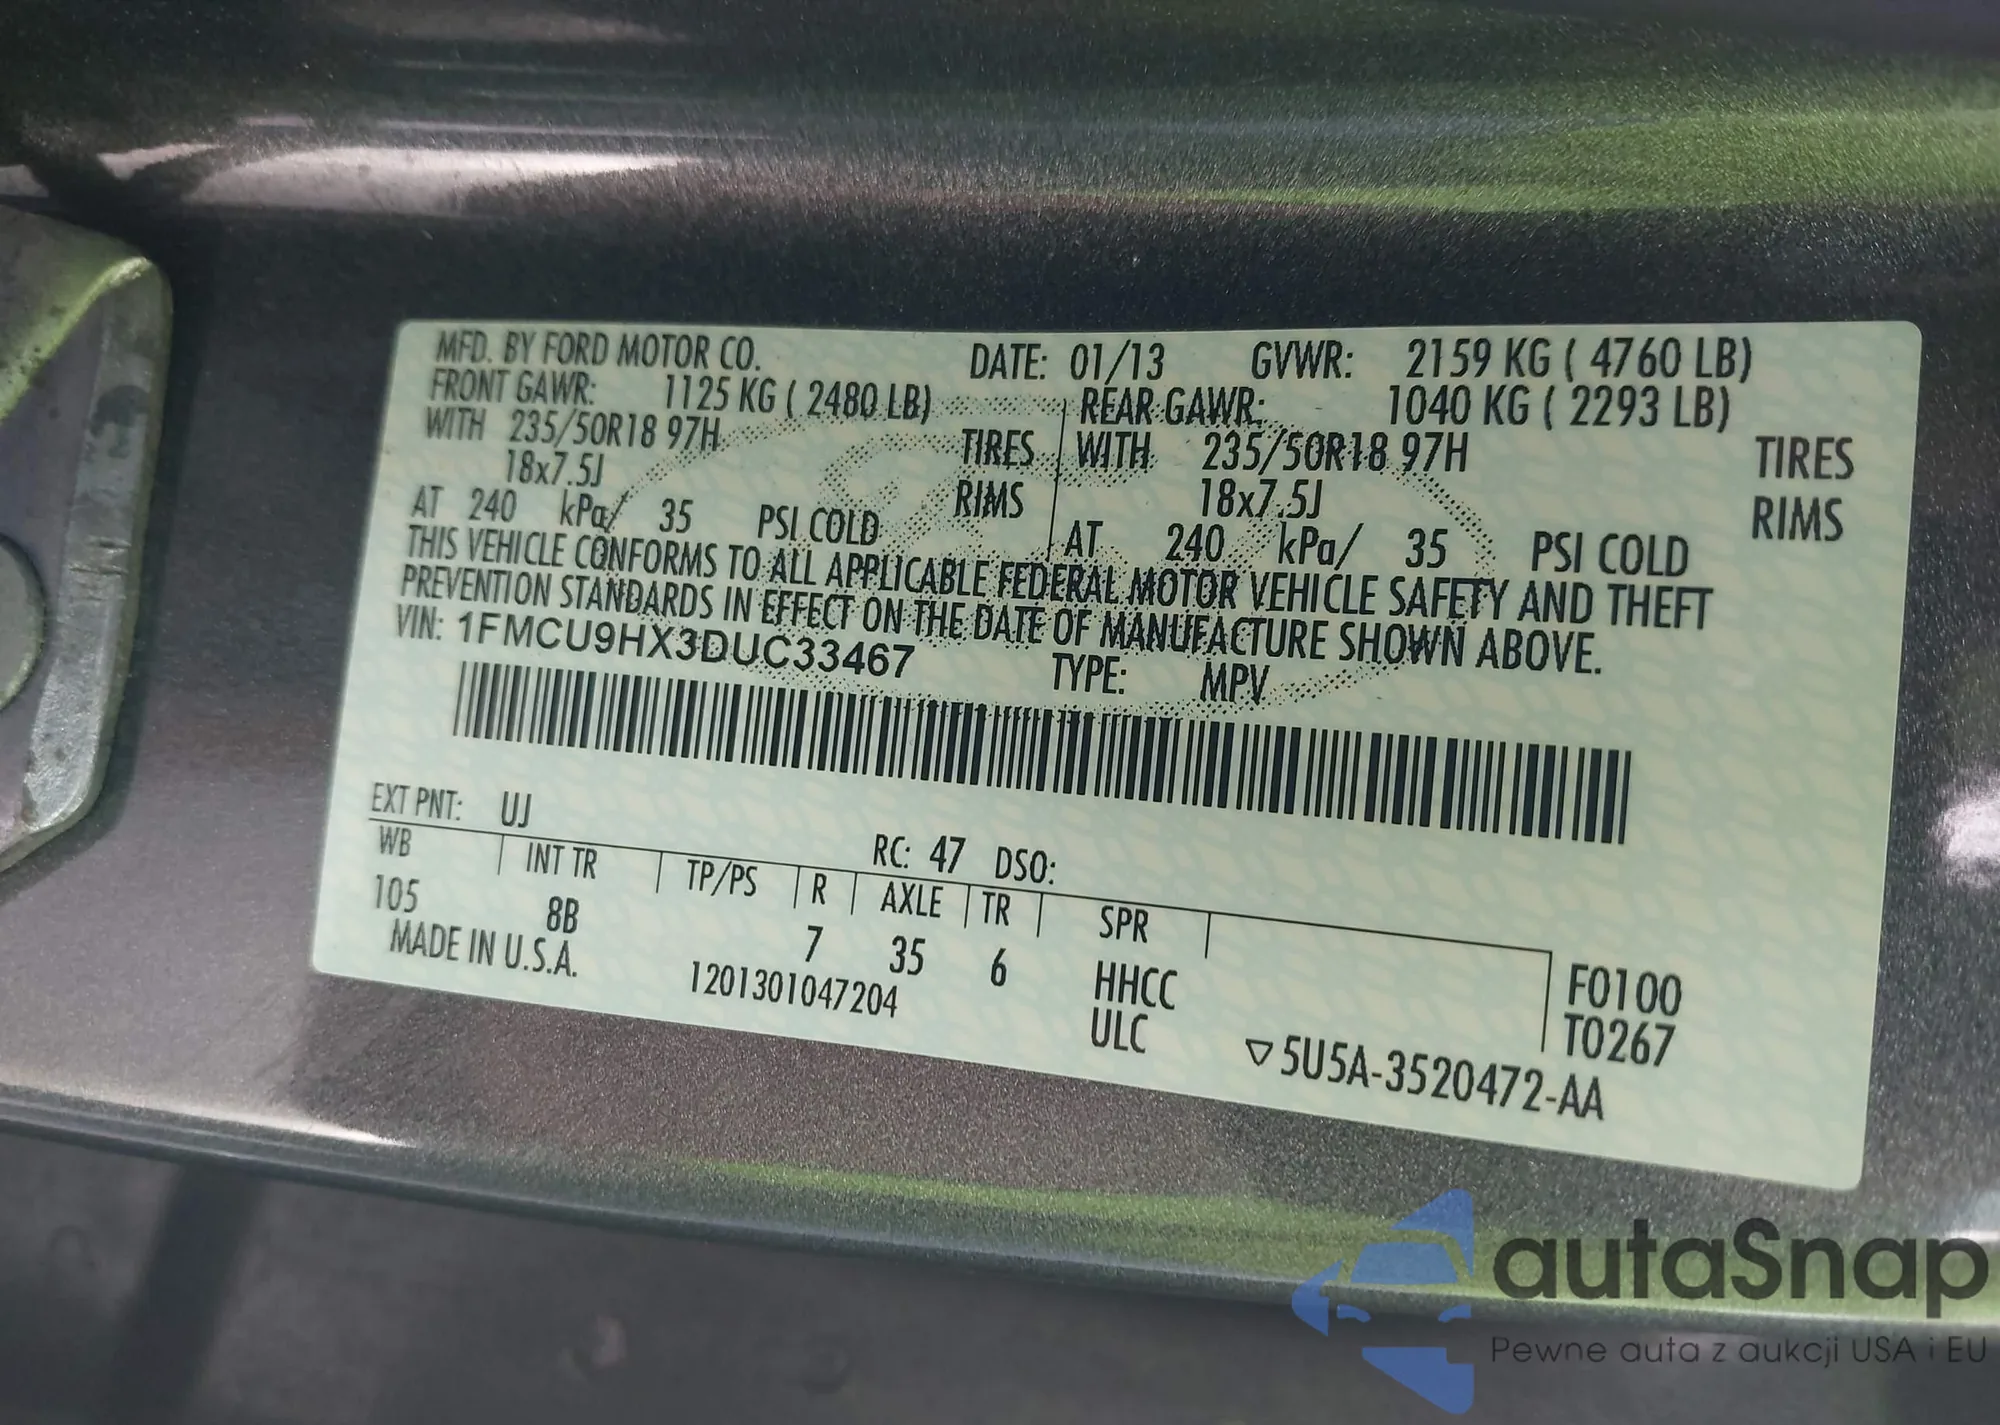 MFD. BY FORD MOTOR CO. DATE: 01/13 GVWR: 2159 KG ( 4760 LB)
FRONT GAWR: 1125 KG ( 2480 LB) REAR GAWR: 1040 KG ( 2293 LB)
WITH 235/50R18 97H TIRES WITH 235/50R18 97H TIRES
18x7.5J RIMS 18x7.5J RIMS
AT 240 kPa/ 35 PSI COLD AT 240 kPa/ 35 PSI COLD
THIS VEHICLE CONFORMS TO ALL APPLICABLE FEDERAL MOTOR VEHICLE SAFETY AND THEFT
PREVENTION STANDARDS IN EFFECT ON THE DATE OF MANUFACTURE SHOWN ABOVE.
VIN: 1FMCU9HX3DUC33467 TYPE: MPV
EXT PNT: UJ RC: 47 DSO:
WB INT TR TP/PS R AXLE TR SPR
105 8B 7 35 6 HHCC F0100
MADE IN U.S.A. 1201301047204 ULC T0267
▽5U5A-3520472-AA
autaSnap
Pewne auta z aukcji USA i EU